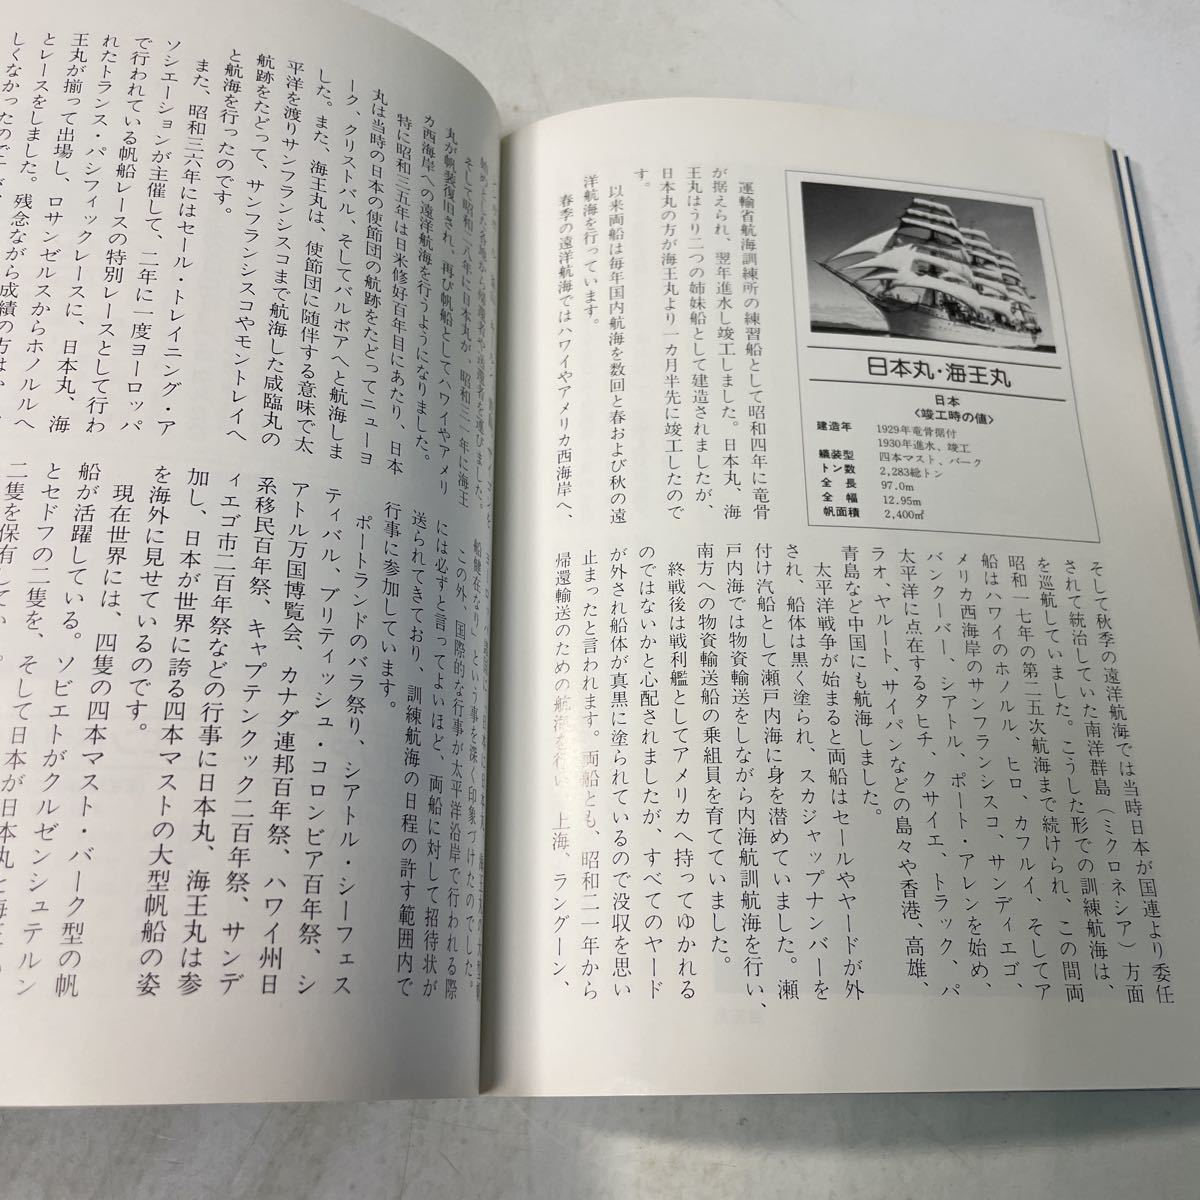 日本丸・海王丸
日本
〈竣工時の値〉
建造年 1929年竜骨据付
1930年進水、竣工
艤装型 四本マスト、バーク
トン数 2,283総トン
全長 97.0m
全幅 12.95m
帆面積 2,400㎡
運輸省航海訓練所の練習船として昭和四年に竜骨
が据えられ、翌年進水し竣工しました。日本丸、海
王丸はうり二つの姉妹船として建造されましたが、
日本丸の方が海王丸より一カ月半先に竣工したので
す。
以来両船は毎年国内航海を数回と春および秋の遠
洋航海を行っています。
春季の遠洋航海ではハワイやアメリカ西海岸へ、
そして秋季の遠洋航海では当時日本が国連より委任
されて統治していた南洋群島（ミクロネシア）方面
を巡航していました。こうした形での訓練航海は、
昭和一七年の第二五次航海まで続けられ、この間両
船はハワイのホノルル、ヒロ、カフルイ、そしてア
メリカ西海岸のサンフランシスコ、サンディエゴ、
バンクーバー、シアトル、ポート・アレンを始め、
太平洋に点在するタヒチ、クサイエ、トラック、パ
ラオ、ヤルート、サイパンなどの島々や香港、高雄、
青島など中国にも航海しました。
太平洋戦争が始まると両船はセールやヤードが外
され、船体は黒く塗られ、スカジャップナンバーを
付け汽船として瀬戸内海に身を潜めていました。瀬
戸内海では物資輸送をしながら内海航訓航海を行い、
南方への物資輸送船の乗組員を育てていました。
終戦後は戦利艦としてアメリカへ持ってゆかれる
のではないかと心配されましたが、すべてのヤード
が外され船体が真黒に塗られているので没収を思い
止まったと言われます。両船とも、昭和二一年から
帰還輸送のための航海を行い、上海、ラングーン、
そして昭和二八年に日本丸が、昭和三一年に海王
丸が帆装復旧され、再び帆船としてハワイやアメリ
カ西海岸への遠洋航海を行うようになりました。
特に昭和三五年は日米修好百年目にあたり、日本
丸は当時の日本の使節団の航跡をたどってニューヨ
ーク、クリストバル、そしてバルボアへと航海しま
した。また、海王丸は、使節団に随伴する意味で太
平洋を渡りサンフランシスコまで航海した咸臨丸の
航跡をたどって、サンフランシスコやモントレイへ
と航海を行ったのです。
また、昭和三六年にはセール・トレイニング・ア
ソシエーションが主催して、二年に一度ヨーロッパ
で行われている帆船レースの特別レースとして行わ
れたトランス・パシフィックレースに、日本丸、海
王丸が揃って出場し、ロサンゼルスからホノルルへ
とレースをしました。残念ながら成績の方は
船健在なり」という事を深く印象づけたのでした。
この外、国際的な行事が太平洋沿岸で行われる際
には必ずと言ってよいほど、両船に対して招待状が
送られてきており、訓練航海の日程の許す範囲内で
行事に参加しています。
ポートランドのバラ祭り、シアトル・シーフェス
ティバル、ブリティッシュ・コロンビア百年祭、シ
アトル万国博覧会、カナダ連邦百年祭、ハワイ州日
系移民百年祭、キャプテンクック二百年祭、サンデ
ィエゴ市二百年祭などの行事に日本丸、海王丸は参
加し、日本が世界に誇る四本マストの大型帆船の姿
を海外に見せているのです。
現在世界には、四隻の四本マスト・バーク型の帆
船が活躍している。ソビエトがクルゼンシュテルン
とセドフの二隻を、そして日本が日本丸と海王